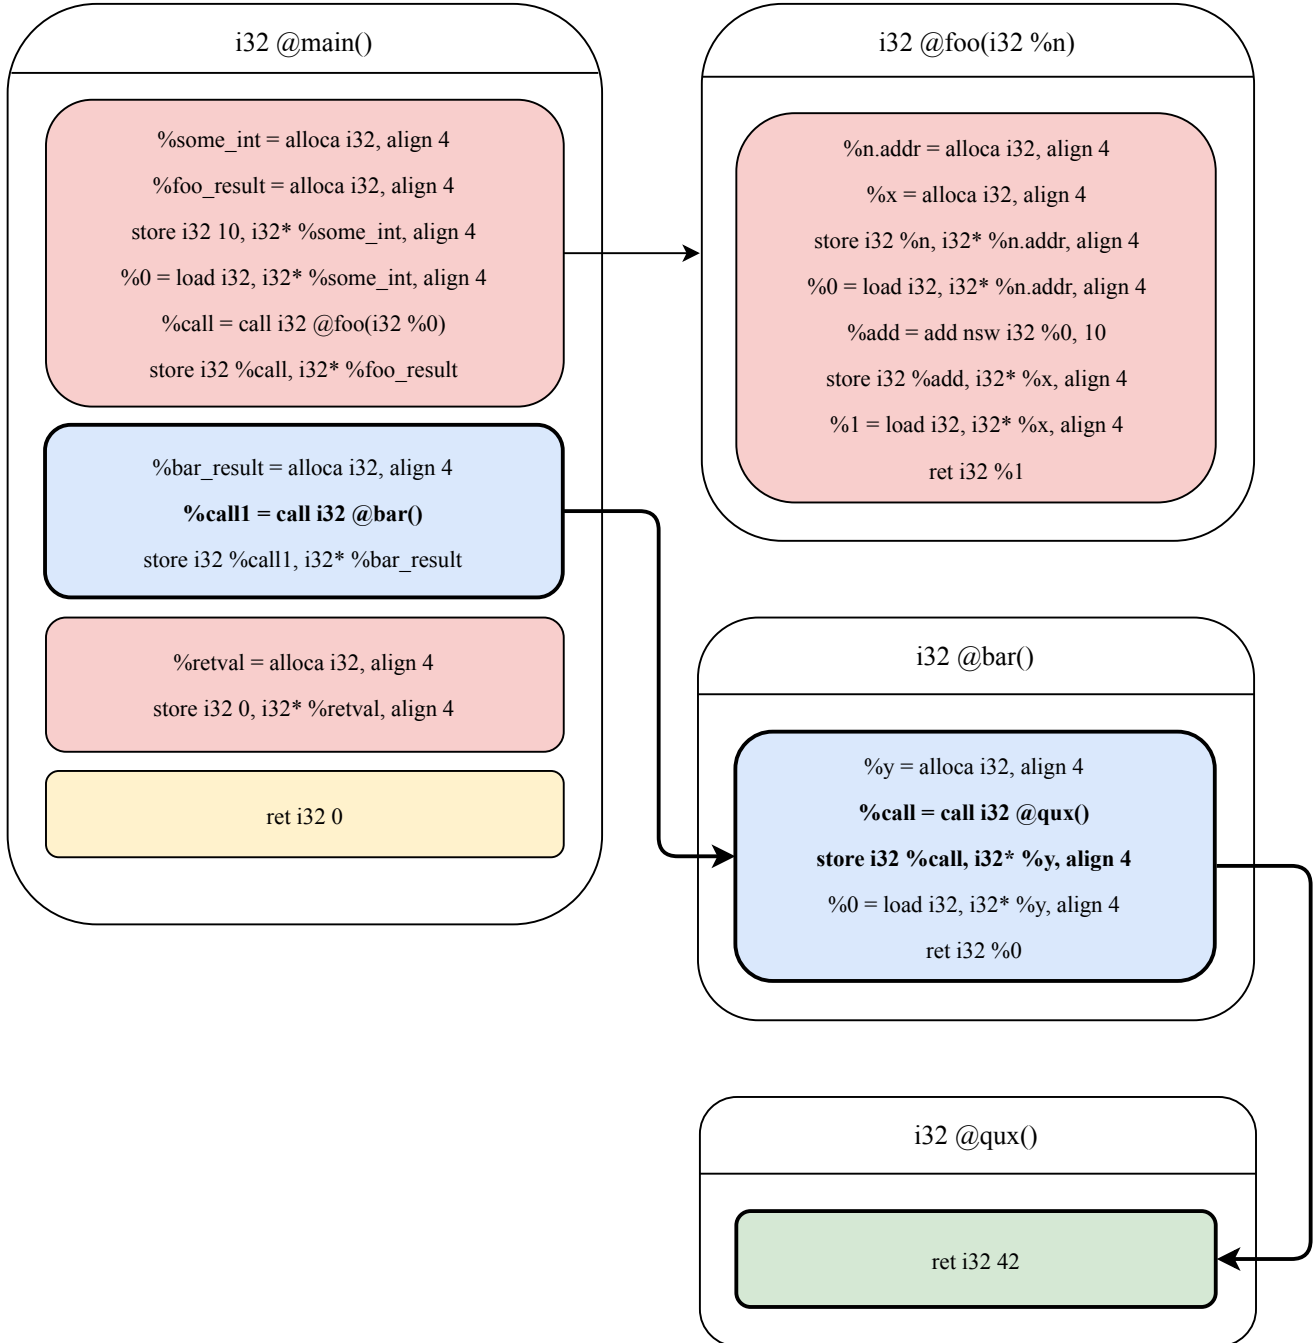 i32 @main()
%some_int = alloca i32, align 4
%foo_result = alloca i32, align 4
store i32 10, i32* %some_int, align 4
%0 = load i32, i32* %some_int, align 4
%call = call i32 @foo(i32 %0)
store i32 %call, i32* %foo_result
%bar_result = alloca i32, align 4
%call1 = call i32 @bar()
store i32 %call1, i32* %bar_result
%retval = alloca i32, align 4
store i32 0, i32* %retval, align 4
ret i32 0
i32 @foo(i32 %n)
%n.addr = alloca i32, align 4
%x = alloca i32, align 4
store i32 %n, i32* %n.addr, align 4
%0 = load i32, i32* %n.addr, align 4
%add = add nsw i32 %0, 10
store i32 %add, i32* %x, align 4
%1 = load i32, i32* %x, align 4
ret i32 %1
i32 @bar()
%y = alloca i32, align 4
%call = call i32 @qux()
store i32 %call, i32* %y, align 4
%0 = load i32, i32* %y, align 4
ret i32 %0
i32 @qux()
ret i32 42